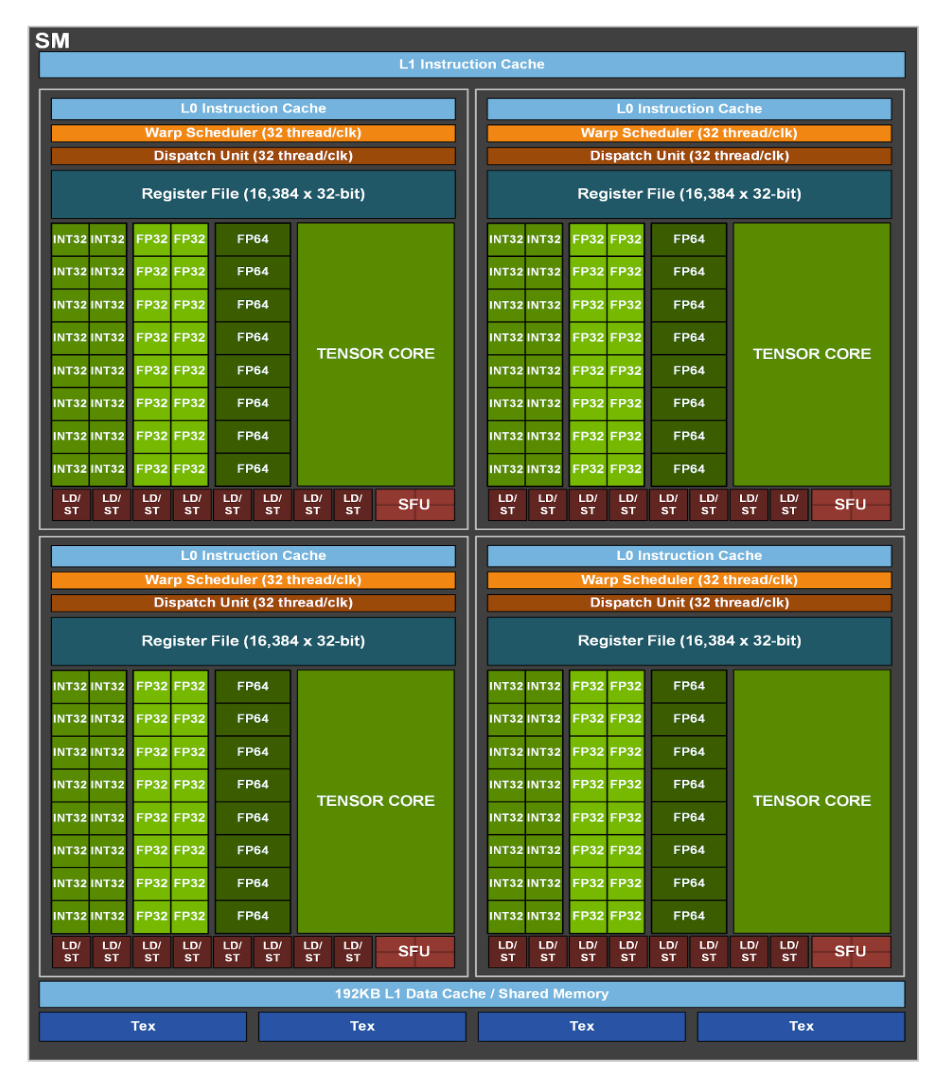 SM
L1 Instruction Cache
L0 Instruction Cache
Warp Scheduler (32 thread/clk)
Dispatch Unit (32 thread/clk)
Register File (16,384 x 32-bit)
INT32 INT32 FP32 FP32 FP64
INT32 INT32 FP32 FP32 FP64
INT32 INT32 FP32 FP32 FP64
INT32 INT32 FP32 FP32 FP64
TENSOR CORE
INT32 INT32 FP32 FP32 FP64
INT32 INT32 FP32 FP32 FP64
INT32 INT32 FP32 FP32 FP64
INT32 INT32 FP32 FP32 FP64
LD/ LD/ LD/ LD/ LD/ LD/ LD/ LD/
ST ST ST ST ST ST ST ST
SFU
L0 Instruction Cache
Warp Scheduler (32 thread/clk)
Dispatch Unit (32 thread/clk)
Register File (16,384 x 32-bit)
INT32 INT32 FP32 FP32 FP64
INT32 INT32 FP32 FP32 FP64
INT32 INT32 FP32 FP32 FP64
INT32 INT32 FP32 FP32 FP64
TENSOR CORE
INT32 INT32 FP32 FP32 FP64
INT32 INT32 FP32 FP32 FP64
INT32 INT32 FP32 FP32 FP64
INT32 INT32 FP32 FP32 FP64
LD/ LD/ LD/ LD/ LD/ LD/ LD/ LD/
ST ST ST ST ST ST ST ST
SFU
L0 Instruction Cache
Warp Scheduler (32 thread/clk)
Dispatch Unit (32 thread/clk)
Register File (16,384 x 32-bit)
INT32 INT32 FP32 FP32 FP64
INT32 INT32 FP32 FP32 FP64
INT32 INT32 FP32 FP32 FP64
INT32 INT32 FP32 FP32 FP64
TENSOR CORE
INT32 INT32 FP32 FP32 FP64
INT32 INT32 FP32 FP32 FP64
INT32 INT32 FP32 FP32 FP64
INT32 INT32 FP32 FP32 FP64
LD/ LD/ LD/ LD/ LD/ LD/ LD/ LD/
ST ST ST ST ST ST ST ST
SFU
L0 Instruction Cache
Warp Scheduler (32 thread/clk)
Dispatch Unit (32 thread/clk)
Register File (16,384 x 32-bit)
INT32 INT32 FP32 FP32 FP64
INT32 INT32 FP32 FP32 FP64
INT32 INT32 FP32 FP32 FP64
INT32 INT32 FP32 FP32 FP64
TENSOR CORE
INT32 INT32 FP32 FP32 FP64
INT32 INT32 FP32 FP32 FP64
INT32 INT32 FP32 FP32 FP64
INT32 INT32 FP32 FP32 FP64
LD/ LD/ LD/ LD/ LD/ LD/ LD/ LD/
ST ST ST ST ST ST ST ST
SFU
192KB L1 Data Cache / Shared Memory
Tex Tex Tex Tex